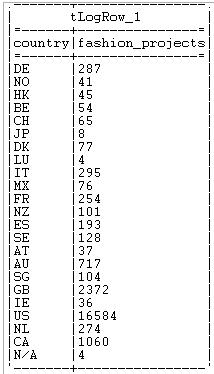 tLogRow_1
country|fashion_projects
DE|287
NO|41
HK|45
BE|54
CH|65
JP|8
DK|77
LU|4
IT|295
MX|76
FR|254
NZ|101
ES|193
SE|128
AT|37
AU|717
SG|104
GB|2372
IE|36
US|16584
NL|274
CA|1060
N/A|4